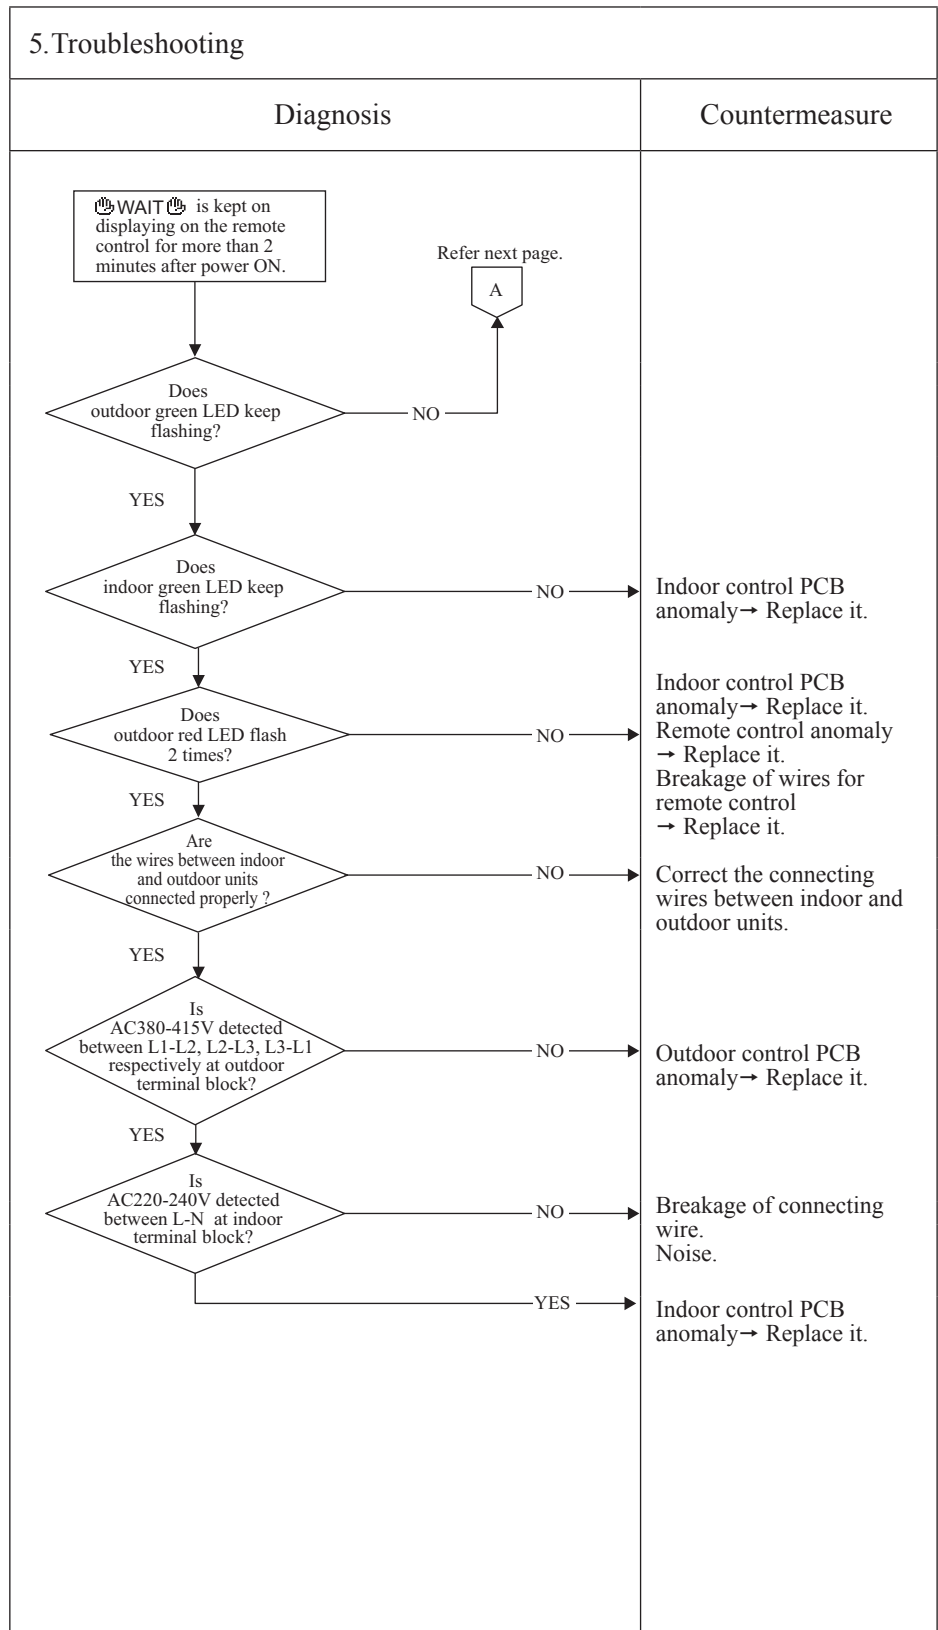 5.Troubleshooting
Diagnosis
Countermeasure
WAIT is kept on
displaying on the remote
control for more than 2
minutes after power ON.
Refer next page.
A
Does
outdoor green LED keep
flashing?
NO
YES
Does
indoor green LED keep
flashing?
NO
Indoor control PCB
anomaly→ Replace it.
YES
Does
outdoor red LED flash
2 times?
NO
Indoor control PCB
anomaly→ Replace it.
Remote control anomaly
→ Replace it.
Breakage of wires for
remote control
→ Replace it.
YES
Are
the wires between indoor
and outdoor units
connected properly ?
NO
Correct the connecting
wires between indoor and
outdoor units.
YES
Is
AC380-415V detected
between L1-L2, L2-L3, L3-L1
respectively at outdoor
terminal block?
NO
Outdoor control PCB
anomaly→ Replace it.
YES
Is
AC220-240V detected
between L-N at indoor
terminal block?
NO
Breakage of connecting
wire.
Noise.
YES
Indoor control PCB
anomaly→ Replace it.